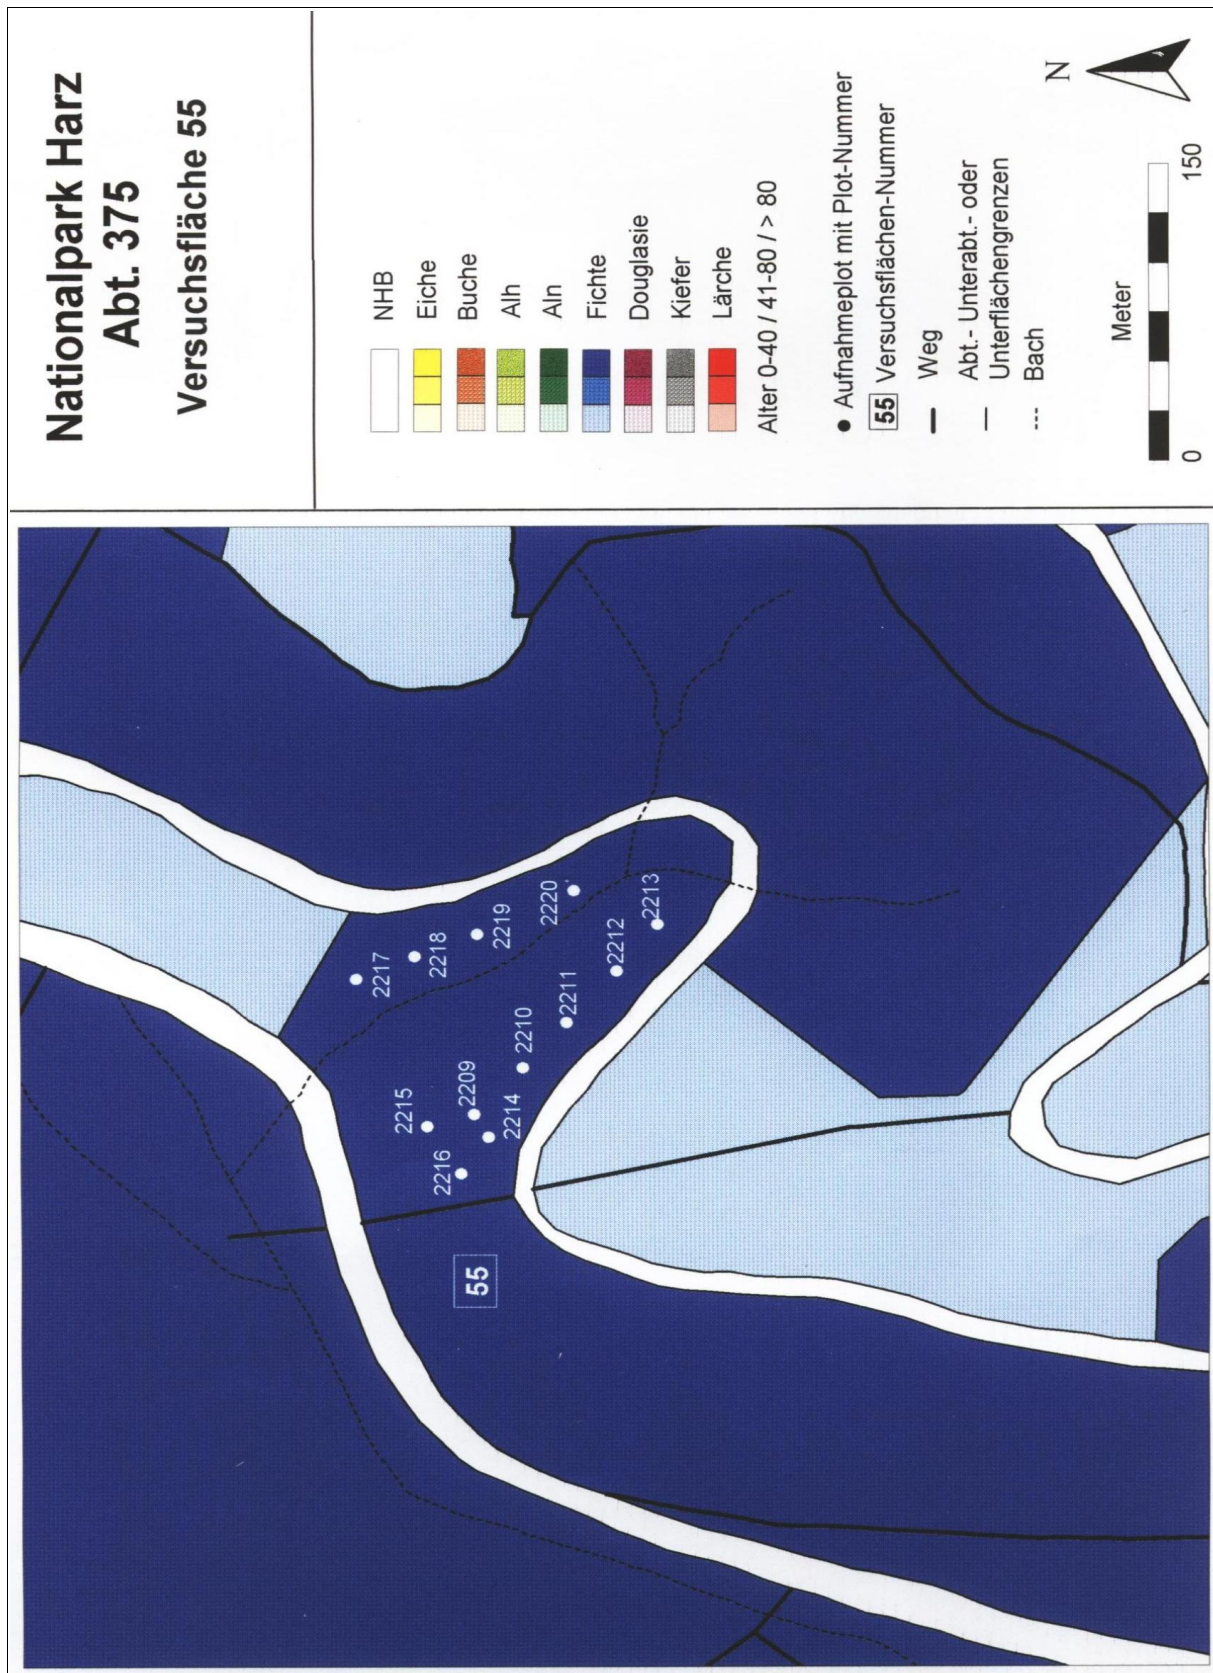 Nationalpark Harz
Abt. 375
Versuchsfläche 55
NHB
Eiche
Buche
Alh
Aln
Fichte
Douglasie
Kiefer
Lärche
Alter 0-40 / 41-80 / > 80
Aufnahmeplot mit Plot-Nummer
55 Versuchsflächen-Nummer
Weg
Abt.- Unterabt.- oder
Unterflächengrenzen
Bach
Meter
0 150
N
2217
2218
2219
2220
2213
2212
2211
2210
2215
2209
2214
2216
55